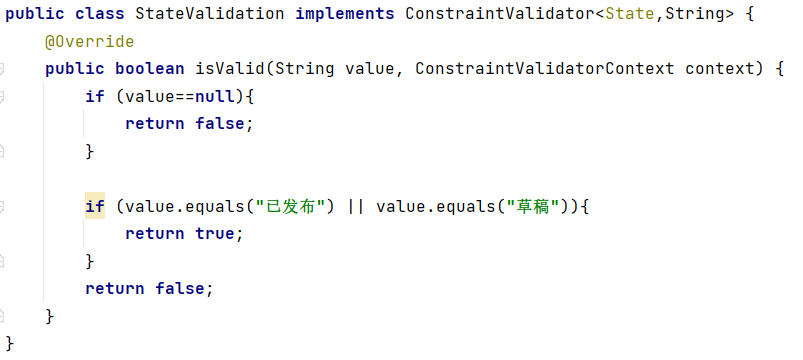 public class StateValidation implements ConstraintValidator<State,String> {
    @Override
    public boolean isValid(String value, ConstraintValidatorContext context) {
        if (value==null){
            return false;
        }
        if (value.equals("已发布") || value.equals("草稿")){
            return true;
        }
        return false;
    }
}